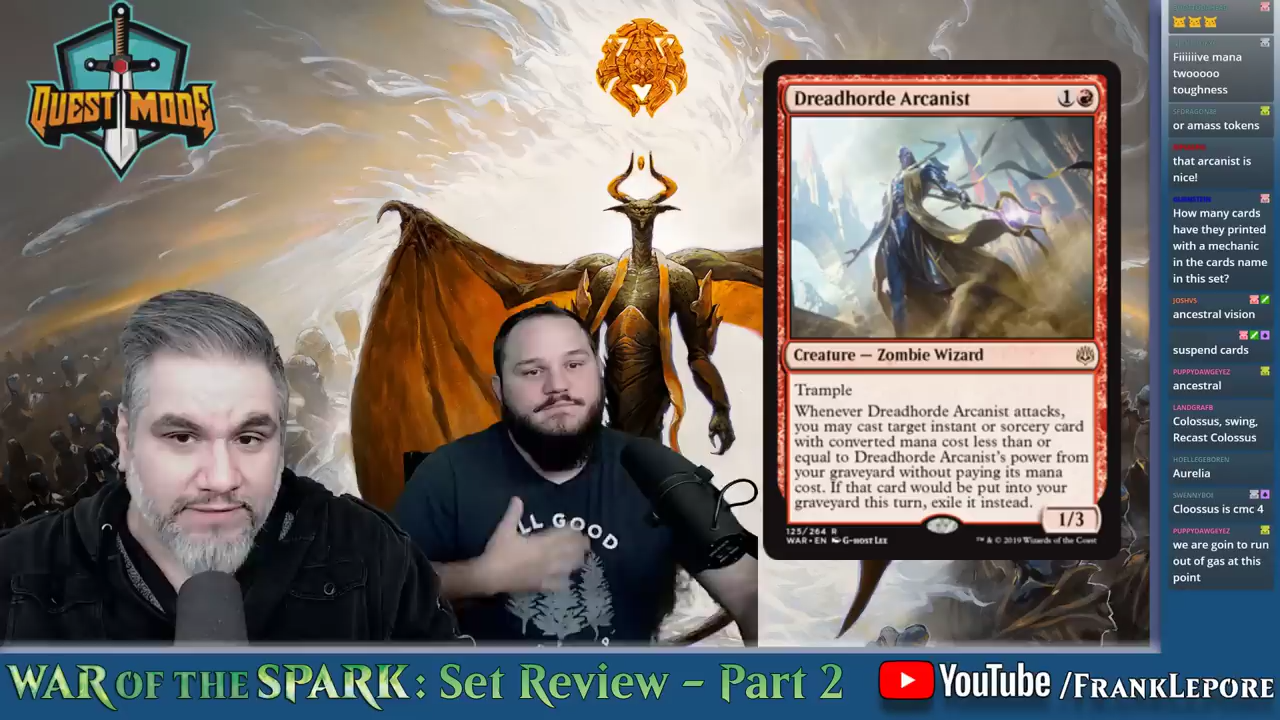 QUEST MODE
Dreadhorde Arcanist
1
Creature — Zombie Wizard
Trample
Whenever Dreadhorde Arcanist attacks,
you may cast target instant or sorcery card
with converted mana cost less than or
equal to Dreadhorde Arcanist's power from
your graveyard without paying its mana
cost. If that card would be put into your
graveyard this turn, exile it instead.
1/3
125/264 R
WAR • EN G-HOST LEE
™ & © 2019 Wizards of the Coast
LL GOOD
Fiiiiiive mana
twooooo
toughness
or amass tokens
that arcanist is
nice!
How many cards
have they printed
with a mechanic
in the cards name
in this set?
JOSHVS
ancestral vision
suspend cards
PUPPYDAWGEYEZ
ancestral
LANDGRAFB
Colossus, swing,
Recast Colossus
HOELLEGEBOREN
Aurelia
SWENNYBOI
Cloossus is cmc 4
PUPPYDAWGEYEZ
we are goin to run
out of gas at this
point
WAR OF THE SPARK: Set Review - Part 2
YouTube /FRANKLEPORE